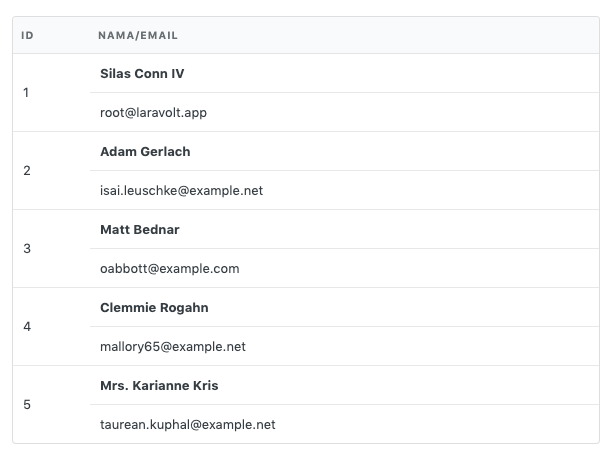 ID NAMA/EMAIL
Silas Conn IV
1
root@laravolt.app
Adam Gerlach
2
isai.leuschke@example.net
Matt Bednar
3
oabbott@example.com
Clemmie Rogahn
4
mallory65@example.net
Mrs. Karianne Kris
5
taurean.kuphal@example.net